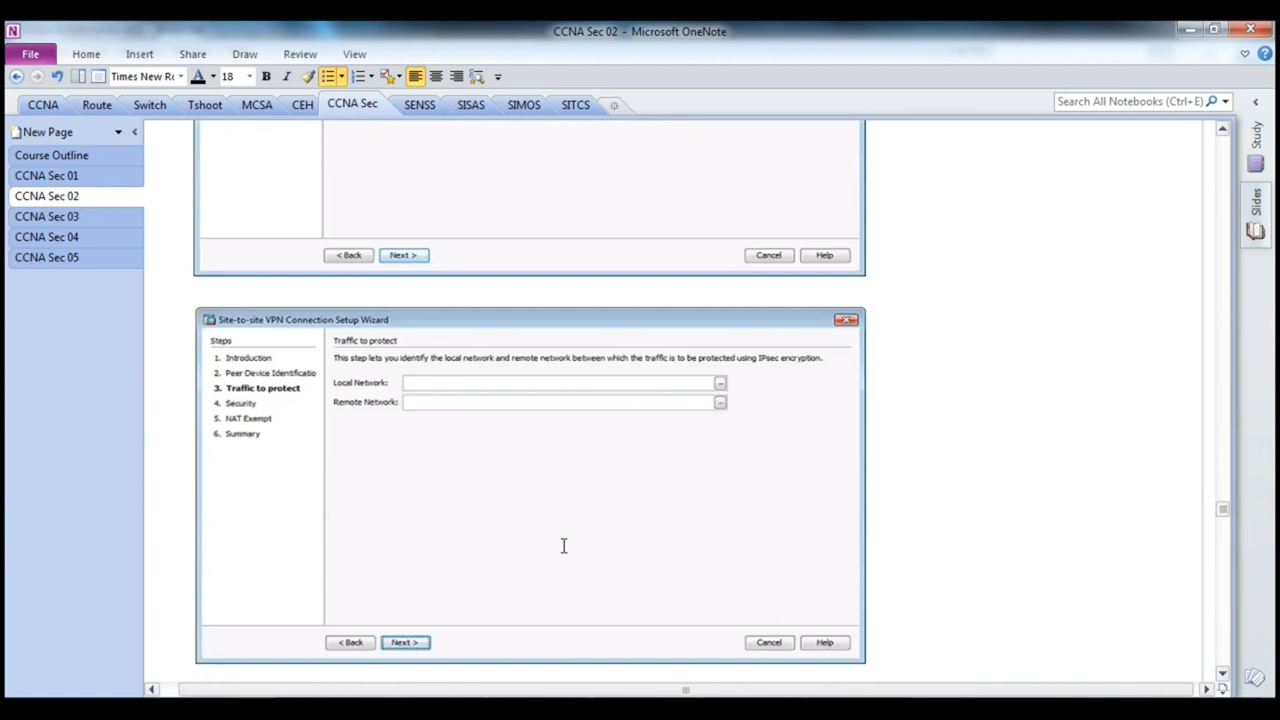 CCNA Sec 02 - Microsoft OneNote
File Home Insert Share Draw Review View
Times New Ro 18 B I
CCNA Route Switch Tshoot MCSA CEH CCNA Sec SENSS SISAS SIMOS SITCS
Search All Notebooks (Ctrl+E)
New Page
Course Outline
CCNA Sec 01
CCNA Sec 02
CCNA Sec 03
CCNA Sec 04
CCNA Sec 05
Study
Slides
< Back Next > Cancel Help
Site-to-site VPN Connection Setup Wizard
Steps
1. Introduction
2. Peer Device Identificatio
3. Traffic to protect
4. Security
5. NAT Exempt
6. Summary
Traffic to protect
This step lets you identify the local network and remote network between which the traffic is to be protected using IPsec encryption.
Local Network:
Remote Network:
< Back Next > Cancel Help